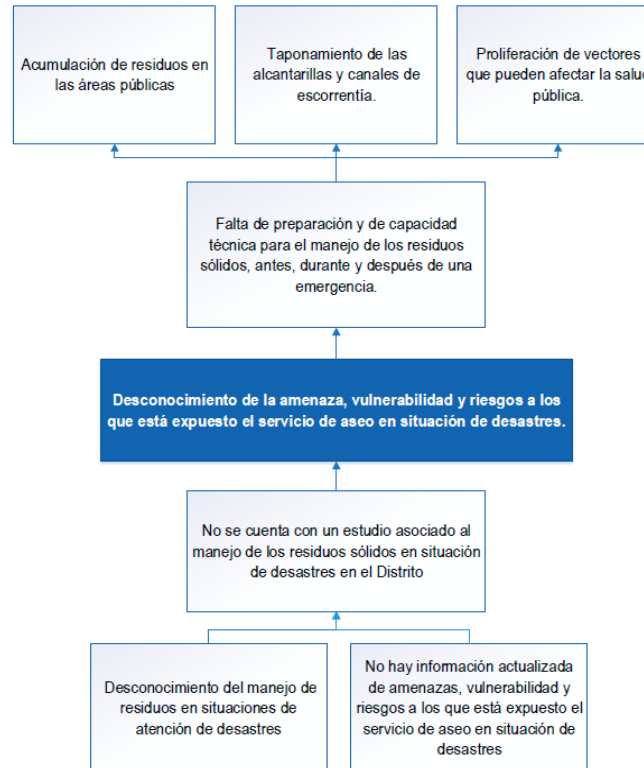 Acumulación de residuos en
las áreas públicas
Taponamiento de las
alcantarillas y canales de
escorrentía.
Proliferación de vectores
que pueden afectar la salud
pública.
Falta de preparación y de capacidad
técnica para el manejo de los residuos
sólidos, antes, durante y después de una
emergencia.
Desconocimiento de la amenaza, vulnerabilidad y riesgos a los
que está expuesto el servicio de aseo en situación de desastres.
No se cuenta con un estudio asociado al
manejo de los residuos sólidos en situación
de desastres en el Distrito
Desconocimiento del manejo de
residuos en situaciones de
atención de desastres
No hay información actualizada
de amenazas, vulnerabilidad y
riesgos a los que está expuesto el
servicio de aseo en situación de
desastres